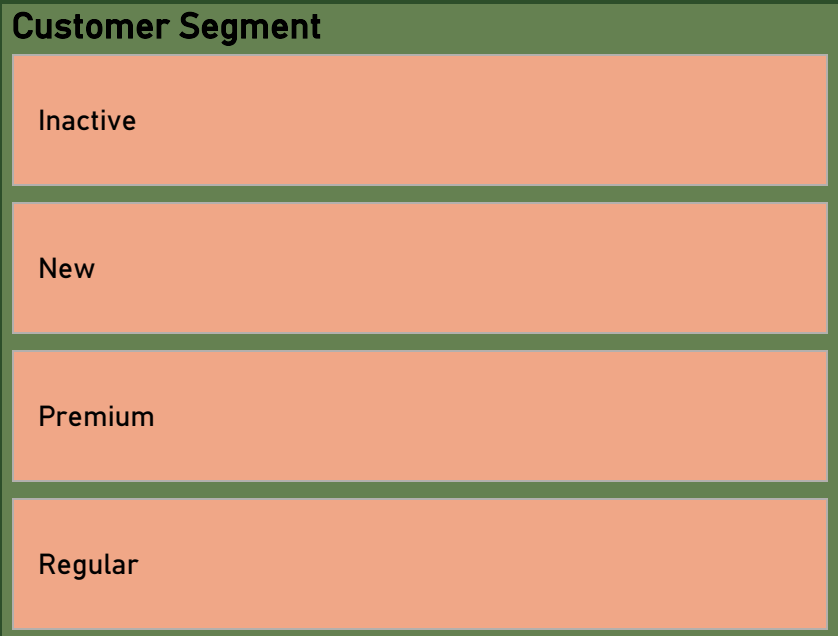 Customer Segment
Inactive
New
Premium
Regular